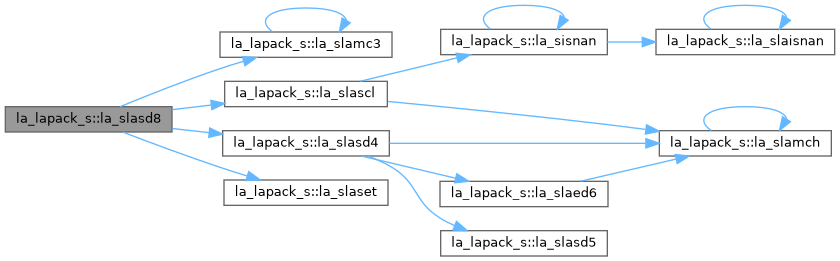 la_lapack_s::la_slasd8
la_lapack_s::la_slamc3
la_lapack_s::la_slascl
la_lapack_s::la_slasd4
la_lapack_s::la_slaset
la_lapack_s::la_sisnan
la_lapack_s::la_slaed6
la_lapack_s::la_slasd5
la_lapack_s::la_slaisnan
la_lapack_s::la_slamch